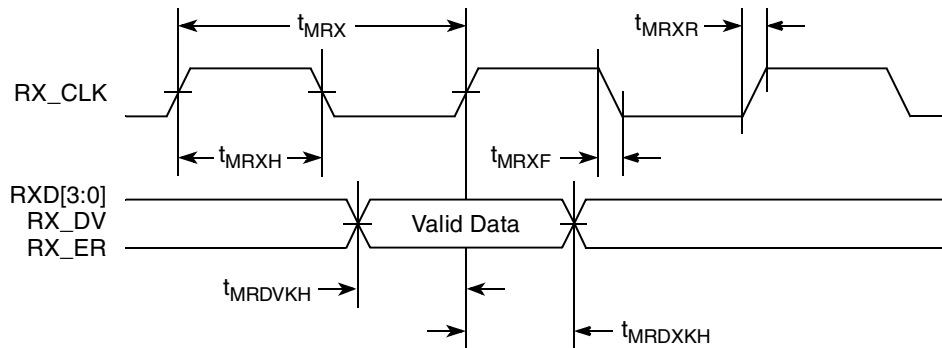 tMRX
tMRXR
RX_CLK
tMRXH
tMRXF
RXD[3:0]
RX_DV
Valid Data
RX_ER
tMRDVKH
tMRDXKH